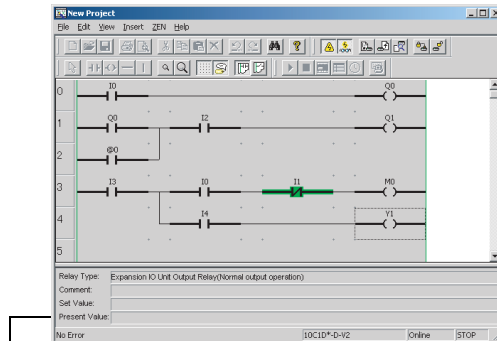 New Project
File Edit View Insert ZEN Help
0 I0 Q0
1 Q0 I2 Q1
2 @0
3 I3 I0 I1 M0
4 I4 Y1
5
Relay Type: Expansion IO Unit Output Relay(Normal output operation)
Comment:
Set Value:
Present Value:
No Error 10C1D*-D-V2 Online STOP